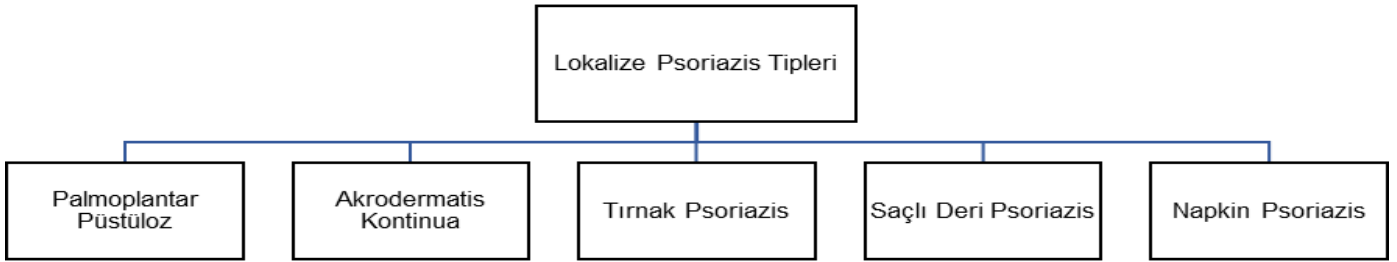 Lokalize Psoriazis Tipleri
Palmoplantar
Püstüloz
Akrodermatis
Kontinua
Tırnak Psoriazis
Saçlı Deri Psoriazis
Napkin Psoriazis